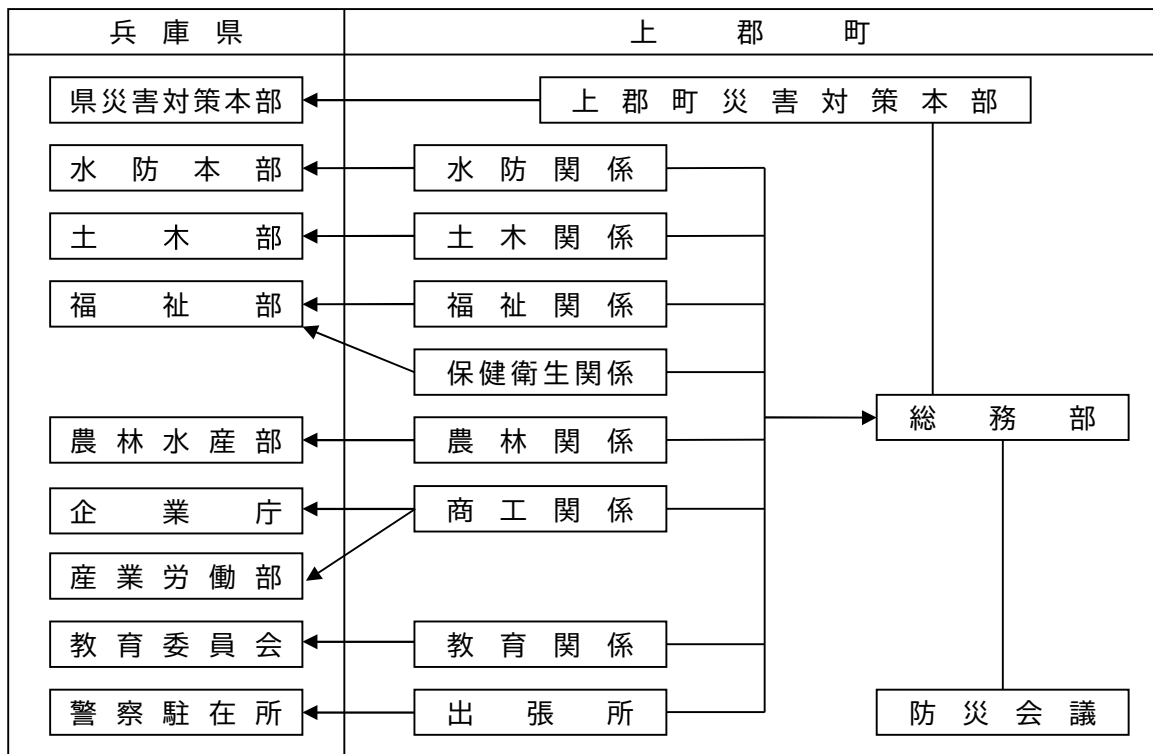 兵庫県
上郡町
県災害対策本部
上郡町災害対策本部
水防本部
水防関係
土木部
土木関係
福祉部
福祉関係
保健衛生関係
総務部
農林水産部
農林関係
企業庁
商工関係
産業労働部
教育委員会
教育関係
警察駐在所
出張所
防災会議